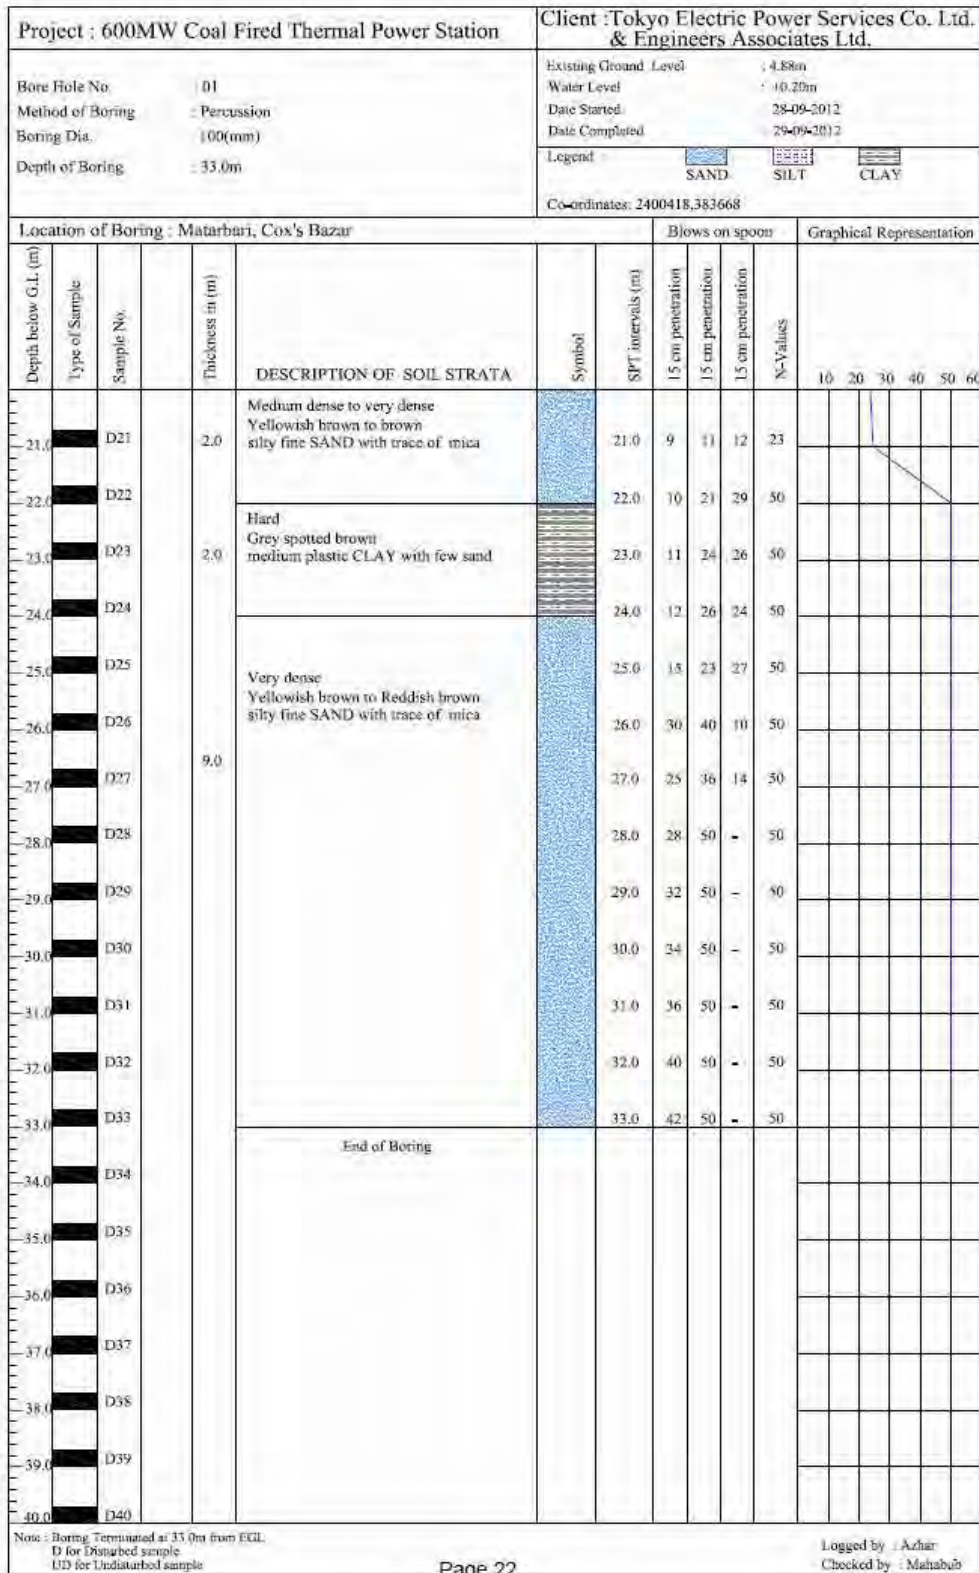 Project : 600MW Coal Fired Thermal Power Station
Client :Tokyo Electric Power Services Co. Ltd.
& Engineers Associates Ltd.
Bore Hole No. : 01
Method of Boring : Percussion
Boring Dia. : 100(mm)
Depth of Boring : 33.0m
Existing Ground Level : 4.88m
Water Level : +0.20m
Date Started : 28-09-2012
Date Completed : 29-09-2012
Legend :
SAND SILT CLAY
Co-ordinates: 2400418,383668
Location of Boring : Matarbari, Cox's Bazar
Blows on spoon
Graphical Representation
Depth below G.L (m)
Type of Sample
Sample No.
Thickness in (m)
DESCRIPTION OF SOIL STRATA
Symbol
SPT intervals (m)
15 cm penetration
15 cm penetration
15 cm penetration
N-Values
10 20 30 40 50 60
Medium dense to very dense
Yellowish brown to brown
silty fine SAND with trace of mica
21.0 D21 2.0 21.0 9 11 12 23
22.0 D22 22.0 10 21 29 50
Hard
Grey spotted brown
medium plastic CLAY with few sand
23.0 D23 2.0 23.0 11 24 26 50
24.0 D24 24.0 12 26 24 50
25.0 D25 25.0 15 23 27 50
Very dense
Yellowish brown to Reddish brown
silty fine SAND with trace of mica
26.0 D26 26.0 30 40 10 50
9.0
27.0 D27 27.0 25 36 14 50
28.0 D28 28.0 28 50 - 50
29.0 D29 29.0 32 50 - 50
30.0 D30 30.0 34 50 - 50
31.0 D31 31.0 36 50 - 50
32.0 D32 32.0 40 50 - 50
33.0 D33 33.0 42 50 - 50
End of Boring
34.0 D34
35.0 D35
36.0 D36
37.0 D37
38.0 D38
39.0 D39
40.0 D40
Note : Boring Terminated at 33.0m from EGL
D for Disturbed sample
UD for Undisturbed sample
Page 22
Logged by : Azhar
Checked by : Mahabub